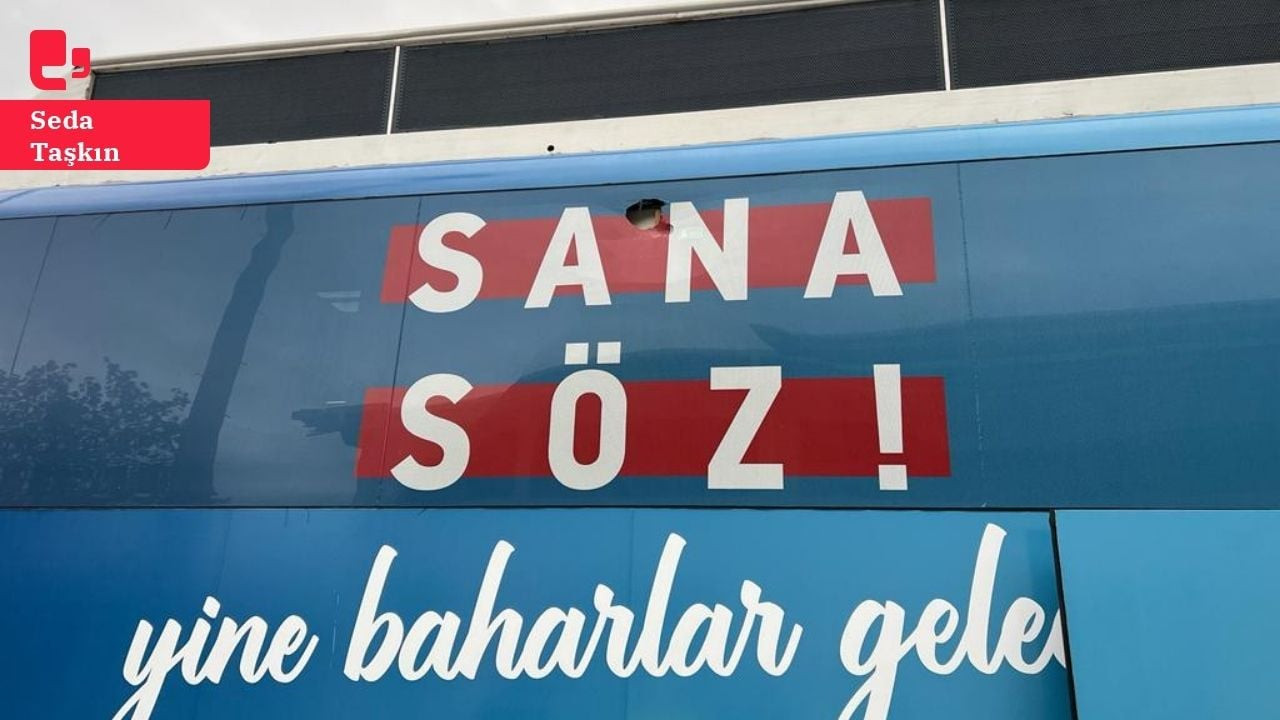 Seda
Taşkın
SANA
SÖZ!
yine baharlar gele